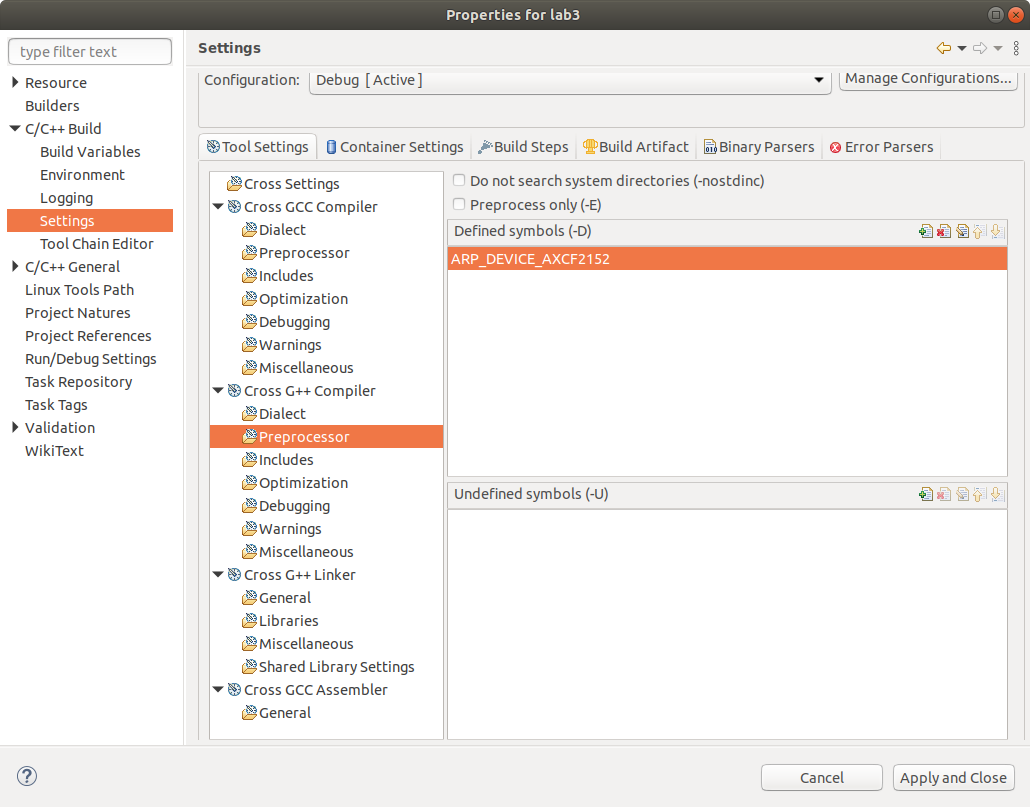 Properties for lab3
type filter text
Resource
Builders
C/C++ Build
Build Variables
Environment
Logging
Settings
Tool Chain Editor
C/C++ General
Linux Tools Path
Project Natures
Project References
Run/Debug Settings
Task Repository
Task Tags
Validation
WikiText
Settings
Configuration: Debug [ Active ] Manage Configurations...
Tool Settings Container Settings Build Steps Build Artifact Binary Parsers Error Parsers
Cross Settings
Cross GCC Compiler
Dialect
Preprocessor
Includes
Optimization
Debugging
Warnings
Miscellaneous
Cross G++ Compiler
Dialect
Preprocessor
Includes
Optimization
Debugging
Warnings
Miscellaneous
Cross G++ Linker
General
Libraries
Miscellaneous
Shared Library Settings
Cross GCC Assembler
General
Do not search system directories (-nostdinc)
Preprocess only (-E)
Defined symbols (-D)
ARP_DEVICE_AXCF2152
Undefined symbols (-U)
Cancel Apply and Close